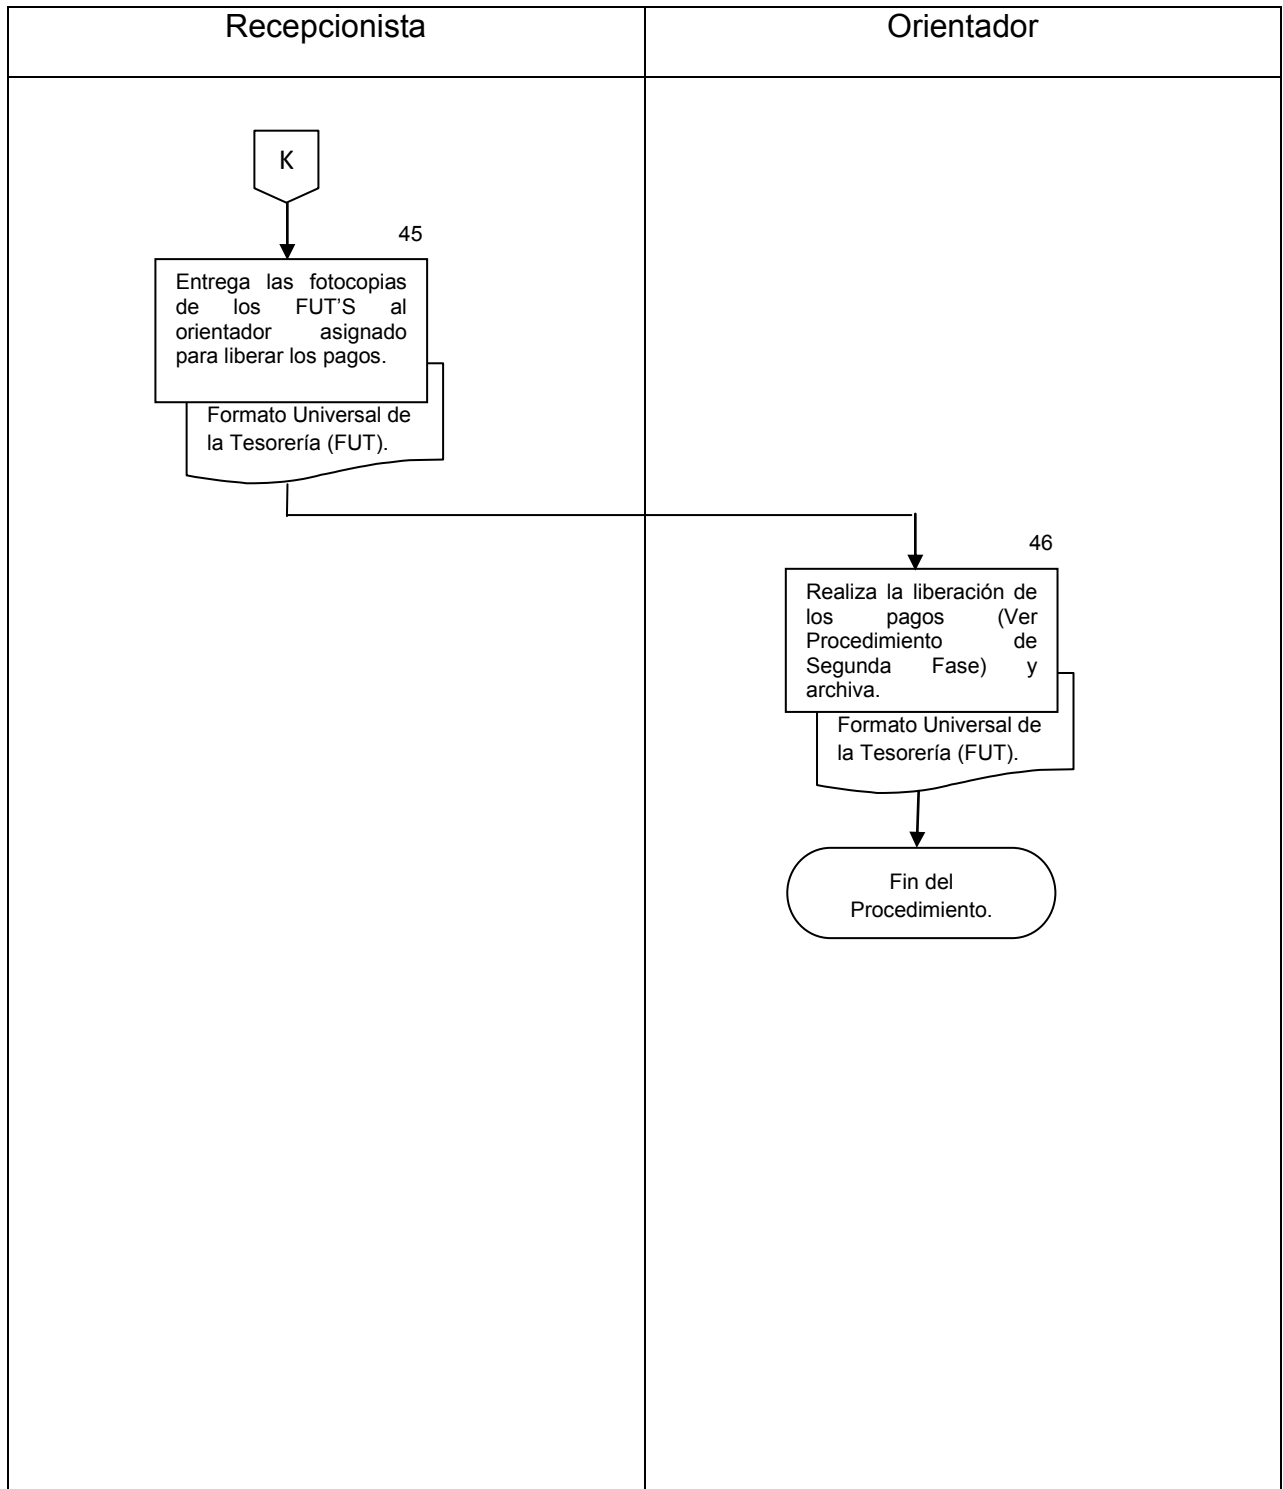 Recepcionista
Orientador
K
45
Entrega las fotocopias
de los FUT’S al
orientador asignado
para liberar los pagos.
Formato Universal de
la Tesorería (FUT).
46
Realiza la liberación de
los pagos (Ver
Procedimiento de
Segunda Fase) y
archiva.
Formato Universal de
la Tesorería (FUT).
Fin del
Procedimiento.